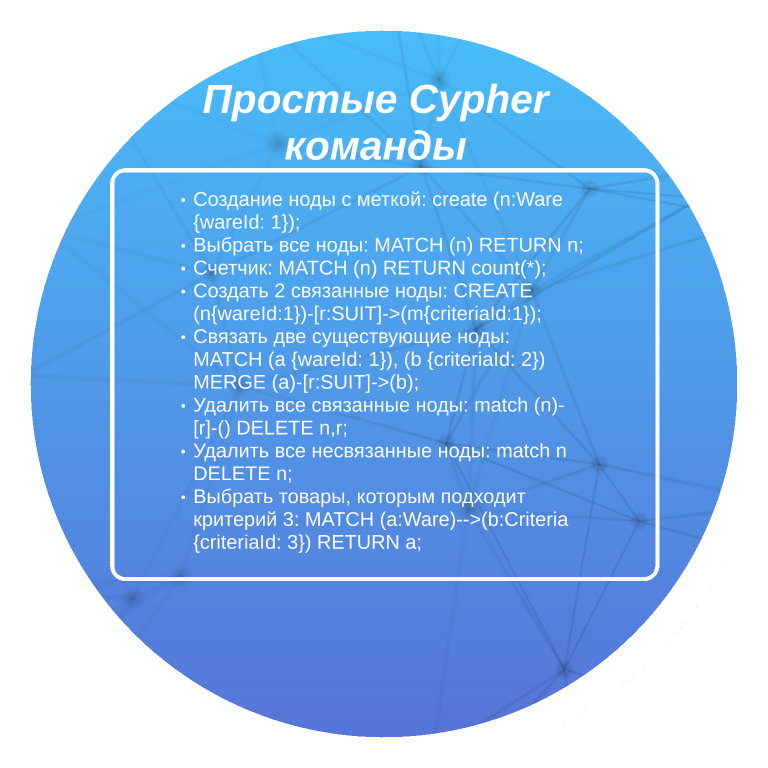 Простые Cypher
команды
• Создание ноды с меткой: create (n:Ware
{wareId: 1});
• Выбрать все ноды: MATCH (n) RETURN n;
• Счетчик: MATCH (n) RETURN count(*);
• Создать 2 связанные ноды: CREATE
(n{wareId:1})-[r:SUIT]->(m{criteriaId:1});
• Связать две существующие ноды:
MATCH (a {wareId: 1}), (b {criteriaId: 2})
MERGE (a)-[r:SUIT]->(b);
• Удалить все связанные ноды: match (n)-
[r]-() DELETE n,r;
• Удалить все несвязанные ноды: match n
DELETE n;
• Выбрать товары, которым подходит
критерий 3: MATCH (a:Ware)-->(b:Criteria
{criteriaId: 3}) RETURN a;